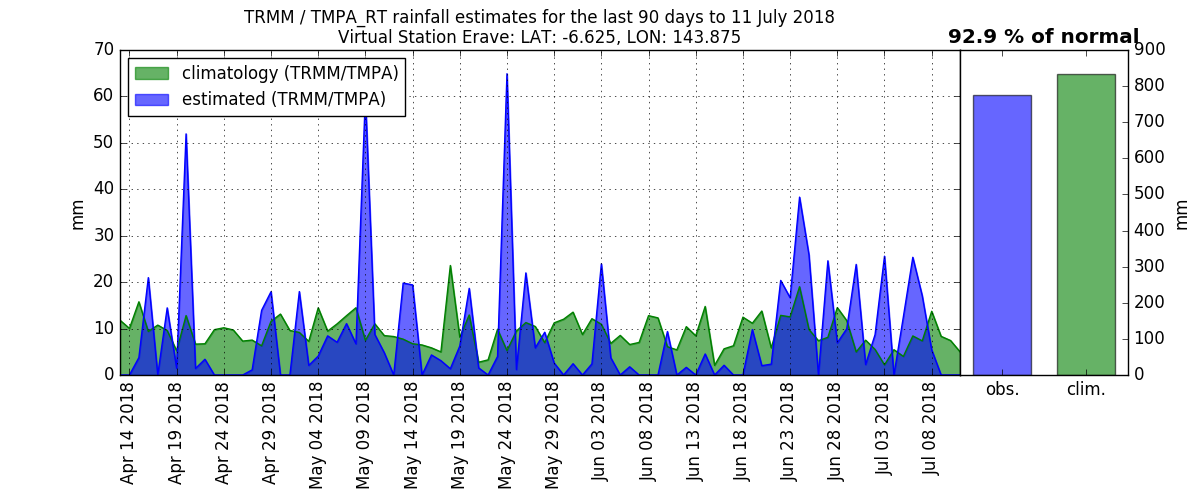 TRMM / TMPA_RT rainfall estimates for the last 90 days to 11 July 2018
Virtual Station Erave: LAT: -6.625, LON: 143.875
92.9 % of normal
climatology (TRMM/TMPA)
estimated (TRMM/TMPA)
70
60
50
40
30
20
10
0
mm
Apr 14 2018
Apr 19 2018
Apr 24 2018
Apr 29 2018
May 04 2018
May 09 2018
May 14 2018
May 19 2018
May 24 2018
May 29 2018
Jun 03 2018
Jun 08 2018
Jun 13 2018
Jun 18 2018
Jun 23 2018
Jun 28 2018
Jul 03 2018
Jul 08 2018
obs.
clim.
900
800
700
600
500
400
300
200
100
0
mm